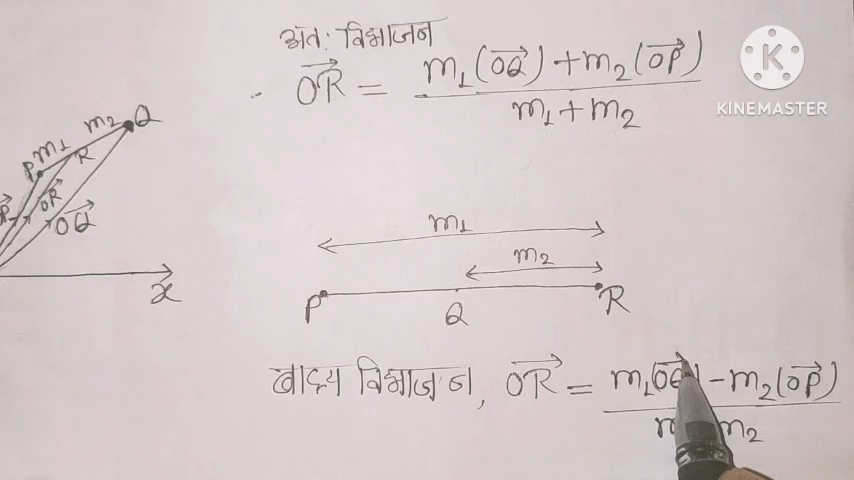 अंतः विभाजन
OR = m₁(OQ) + m₂(OP)
m₁ + m₂
K
KINEMASTER
m₁ m₂ Q
P R
OR
OQ
x
m₁
m₂
P Q R
बाह्य विभाजन, OR = m₁(OQ) - m₂(OP)
m₂